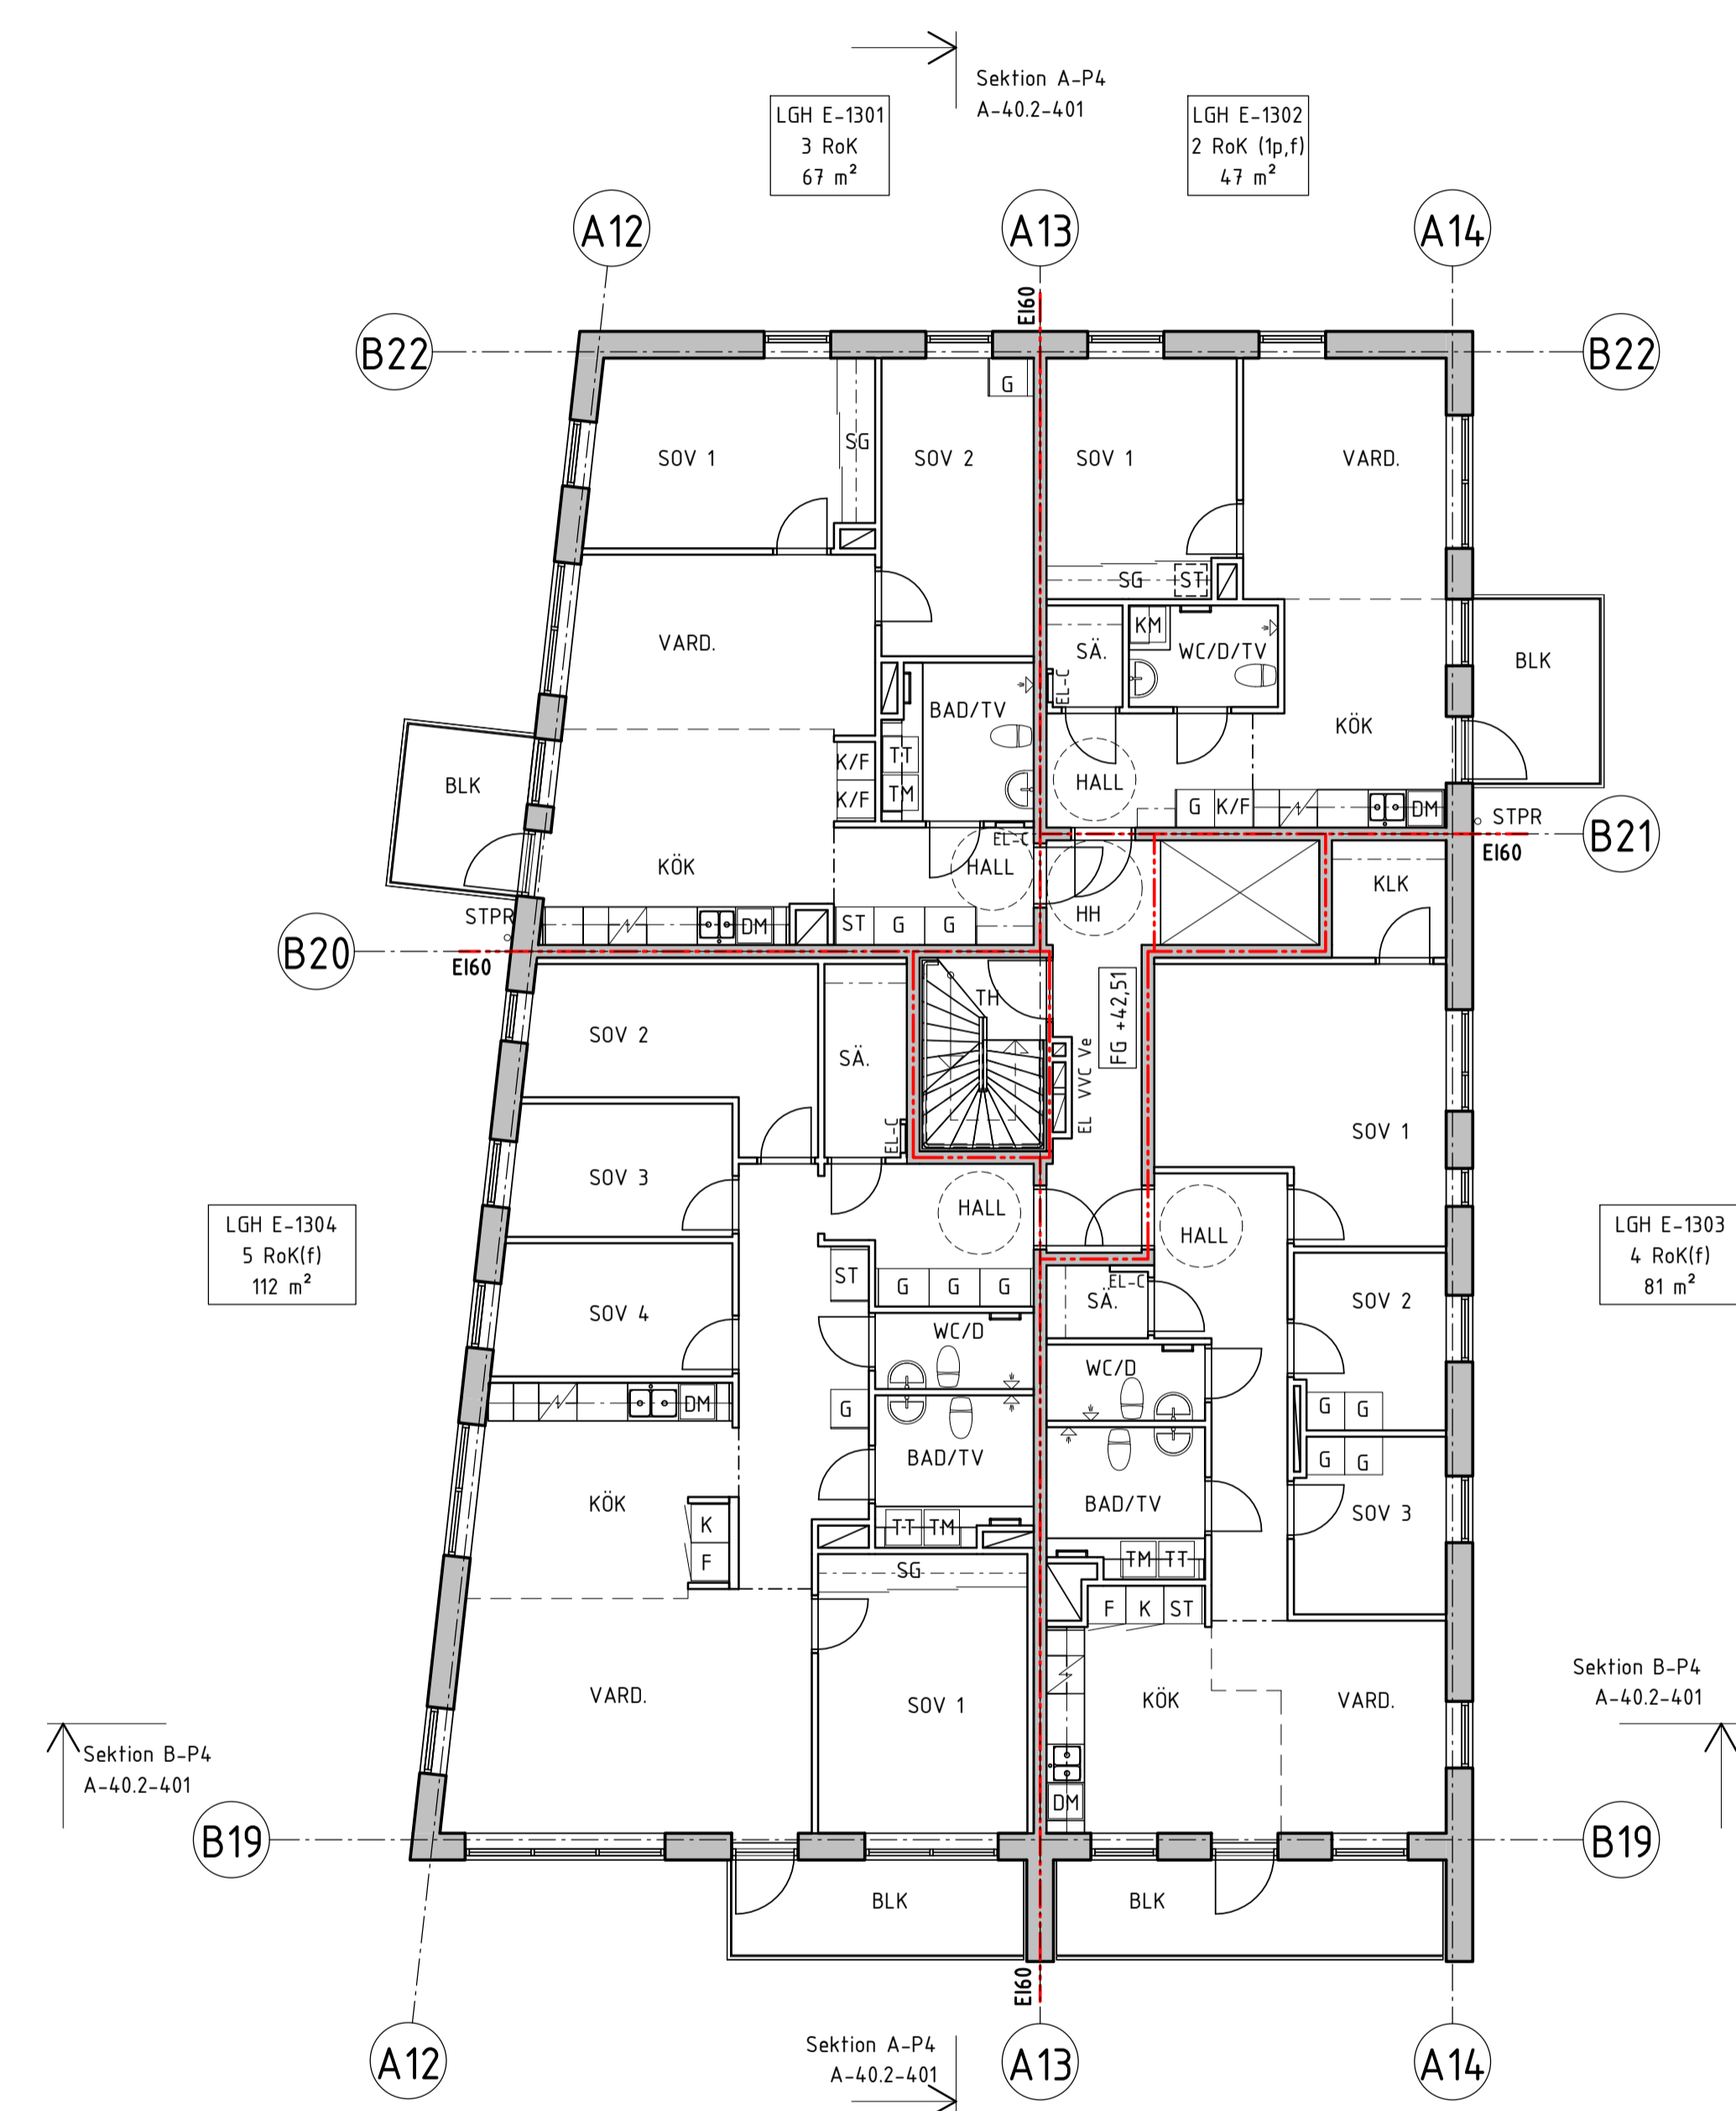 Sektion A-P4
A-40.2-401
LGH E-1301
3 RoK
67 m²
LGH E-1302
2 RoK (1p,f)
47 m²
A12
A13
A14
EI60
B22
B22
G
SOV 1
SG
SOV 2
SOV 1
VARD.
SG
ST
VARD.
KM
SÄ.
WC/D/TV
EL-C
BLK
BAD/TV
KÖK
K/F
TT
BLK
K/F
TM
HALL
G
K/F
DM
STPR
B21
EI60
EL-C
KÖK
HALL
HH
KLK
STPR
DM
ST
G
G
B20
EI60
TH
FG +42,51
SOV 2
SÄ.
EL VVC Ve
EL-C
SOV 1
SOV 3
HALL
HALL
LGH E-1304
5 RoK(f)
112 m²
LGH E-1303
4 RoK(f)
81 m²
ST
G
G
G
EL-C
SÄ.
SOV 2
SOV 4
WC/D
WC/D
DM
G
G
G
BAD/TV
G
G
KÖK
K
F
TT
TM
BAD/TV
SOV 3
TM
TT
SG
F
K
ST
VARD.
SOV 1
KÖK
VARD.
Sektion B-P4
A-40.2-401
Sektion B-P4
A-40.2-401
DM
B19
B19
BLK
BLK
EI60
Sektion A-P4
A-40.2-401
A12
A13
A14